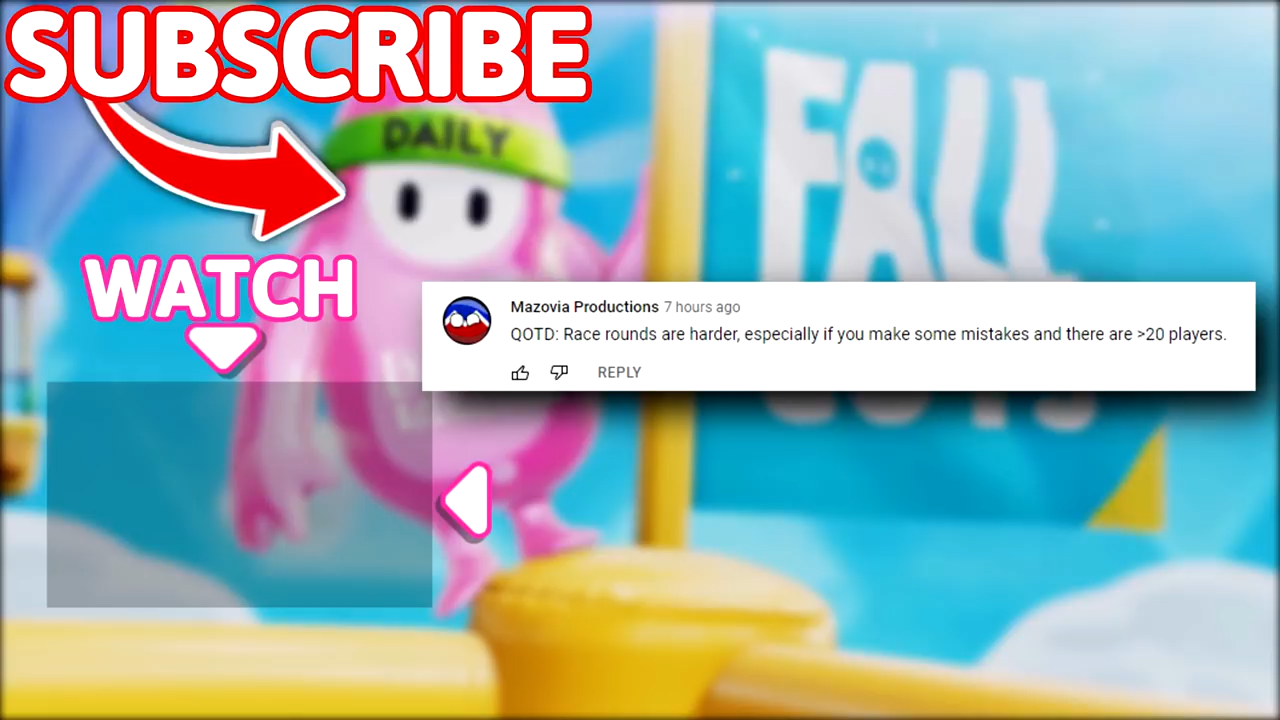 SUBSCRIBE
DAILY
FALL
WATCH
Mazovia Productions 7 hours ago
QOTD: Race rounds are harder, especially if you make some mistakes and there are >20 players.
REPLY